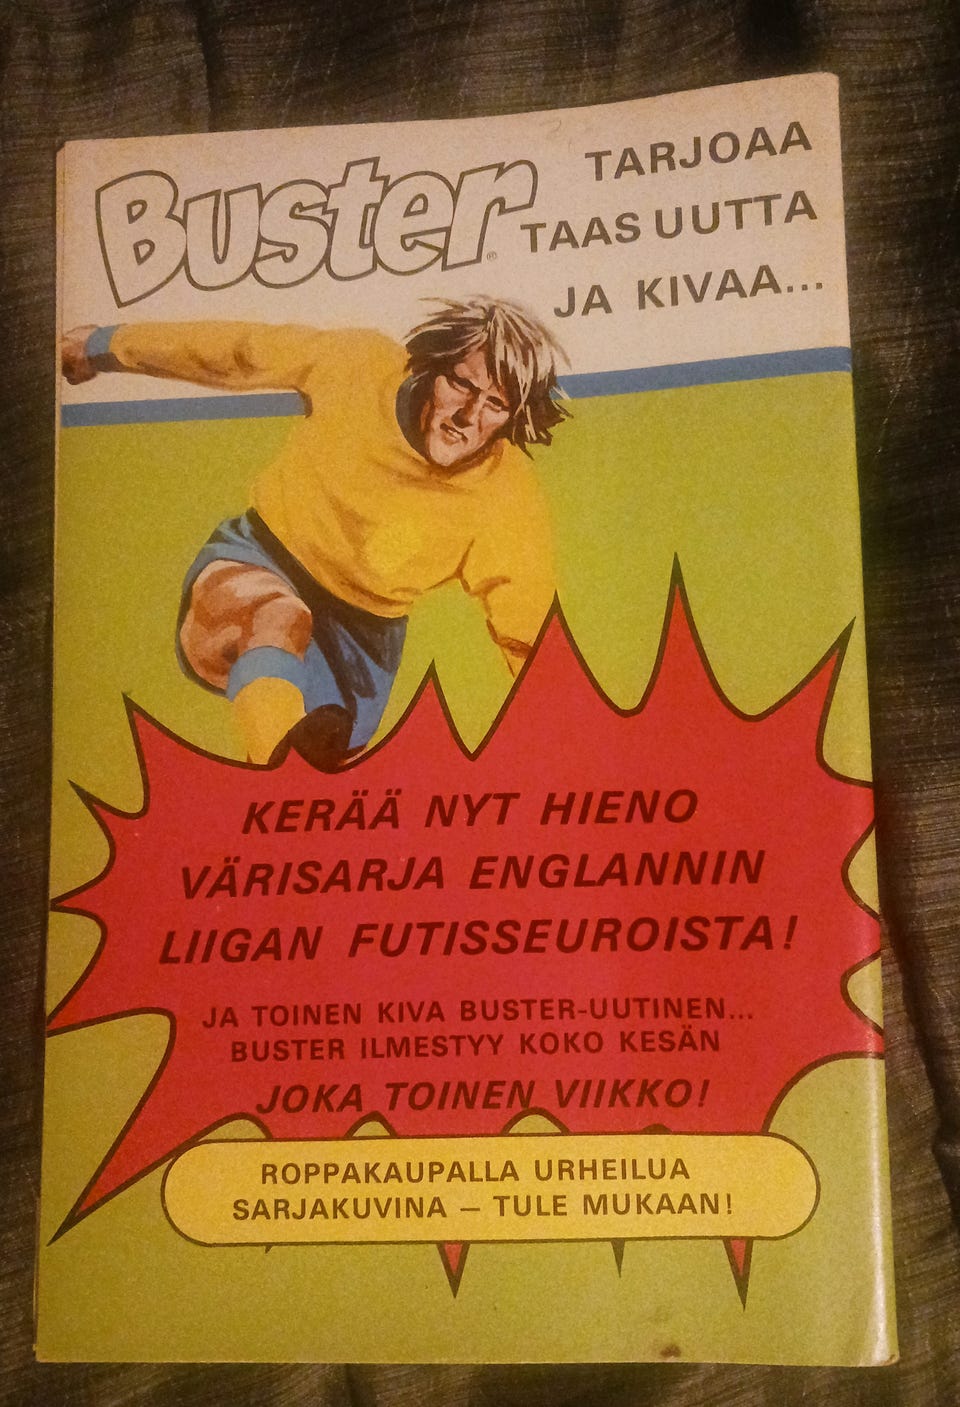 Buster®
TARJOAA
TAAS UUTTA
JA KIVAA...
KERÄÄ NYT HIENO
VÄRISARJA ENGLANNIN
LIIGAN FUTISSEUROISTA!
JA TOINEN KIVA BUSTER-UUTINEN...
BUSTER ILMESTYY KOKO KESÄN
JOKA TOINEN VIIKKO!
ROPPAKAUPALLA URHEILUA
SARJAKUVINA – TULE MUKAAN!